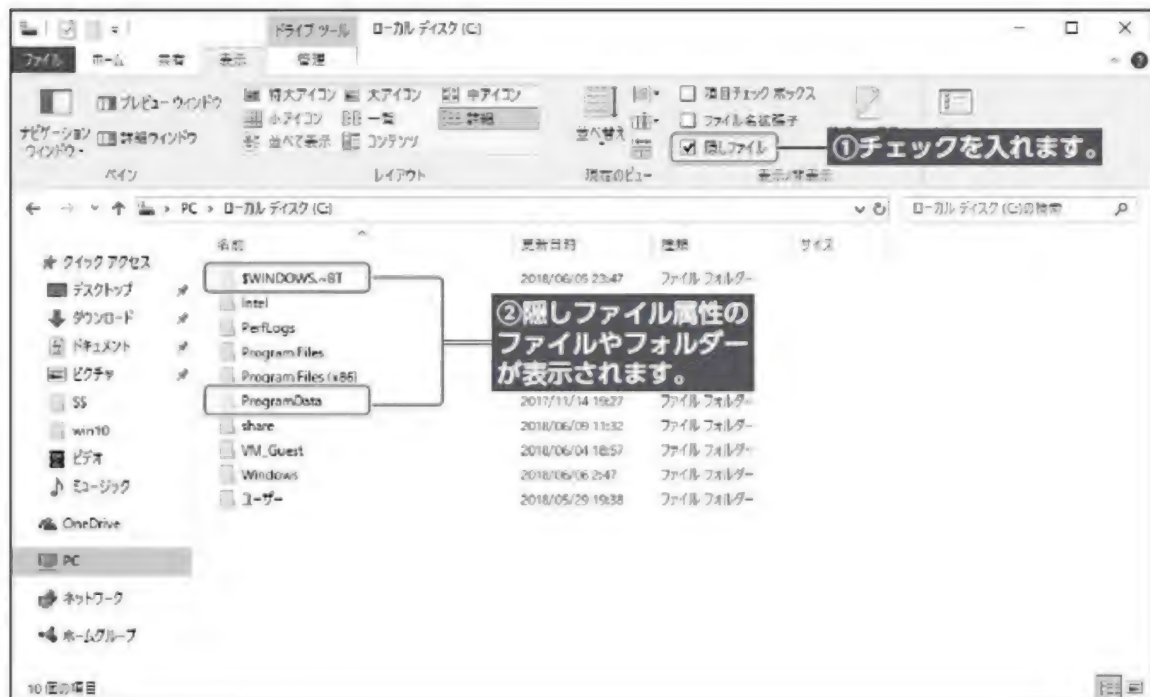 ドライブ ツール
ローカル ディスク (C:)
ファイル ホーム 共有 表示 管理
ナビゲーション
ウィンドウ
プレビュー ウィンドウ
詳細ウィンドウ
特大アイコン 大アイコン 中アイコン
小アイコン 一覧 詳細
並べて表示 コンテンツ
並べ替え
項目チェック ボックス
ファイル名拡張子
隠しファイル
①チェックを入れます。
ペイン レイアウト 現在のビュー 表示/非表示
PC › ローカル ディスク (C:)
ローカル ディスク (C:)の検索
名前 更新日時 種類 サイズ
クイック アクセス
デスクトップ
ダウンロード
ドキュメント
ピクチャ
SS
win10
ビデオ
ミュージック
OneDrive
PC
ネットワーク
ホームグループ
$WINDOWS.~BT 2018/06/05 23:47 ファイル フォルダー
Intel
PerfLogs
Program Files
Program Files (x86)
ProgramData 2017/11/14 19:27 ファイル フォルダー
share 2018/06/09 11:32 ファイル フォルダー
VM_Guest 2018/06/04 18:57 ファイル フォルダー
Windows 2018/06/06 2:47 ファイル フォルダー
ユーザー 2018/05/29 19:38 ファイル フォルダー
②隠しファイル属性の
ファイルやフォルダー
が表示されます。
10 個の項目